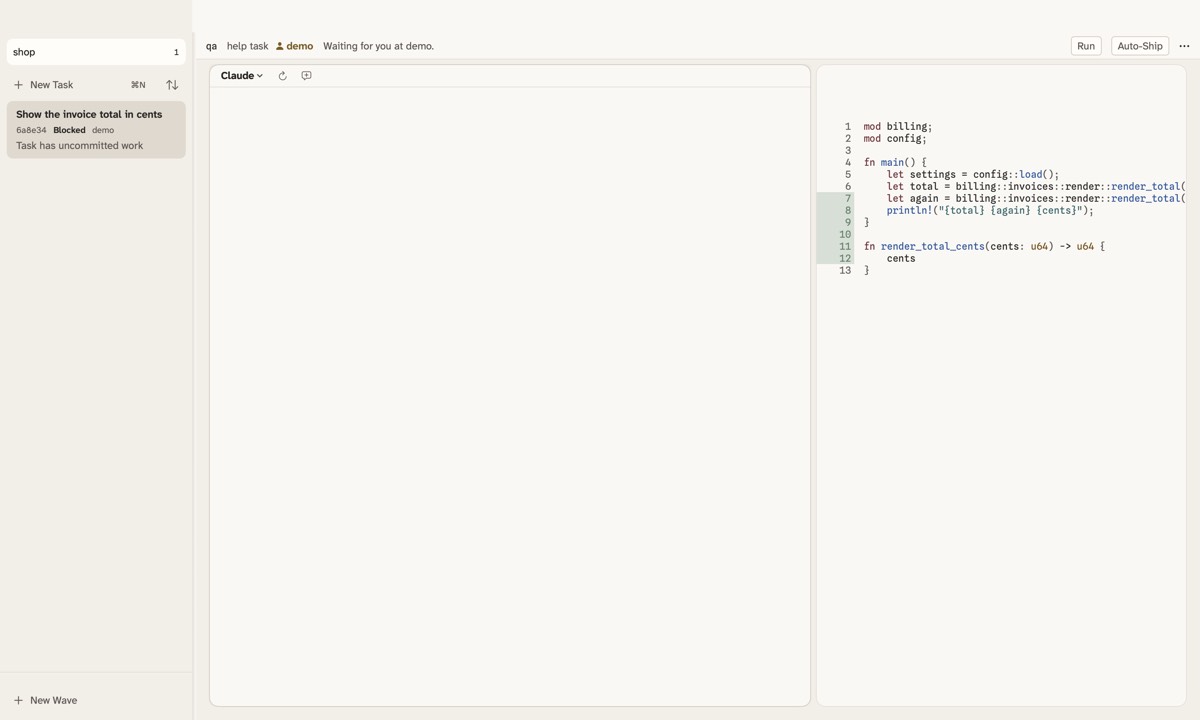 shop 1
New Task ⌘N
Show the invoice total in cents
6a8e34 Blocked demo
Task has uncommitted work
New Wave
qa help task demo Waiting for you at demo.
Run Auto-Ship
Claude
1 mod billing;
2 mod config;
3
4 fn main() {
5     let settings = config::load();
6     let total = billing::invoices::render::render_total(
7     let again = billing::invoices::render::render_total(
8     println!("{total} {again} {cents}");
9 }
10
11 fn render_total_cents(cents: u64) -> u64 {
12     cents
13 }